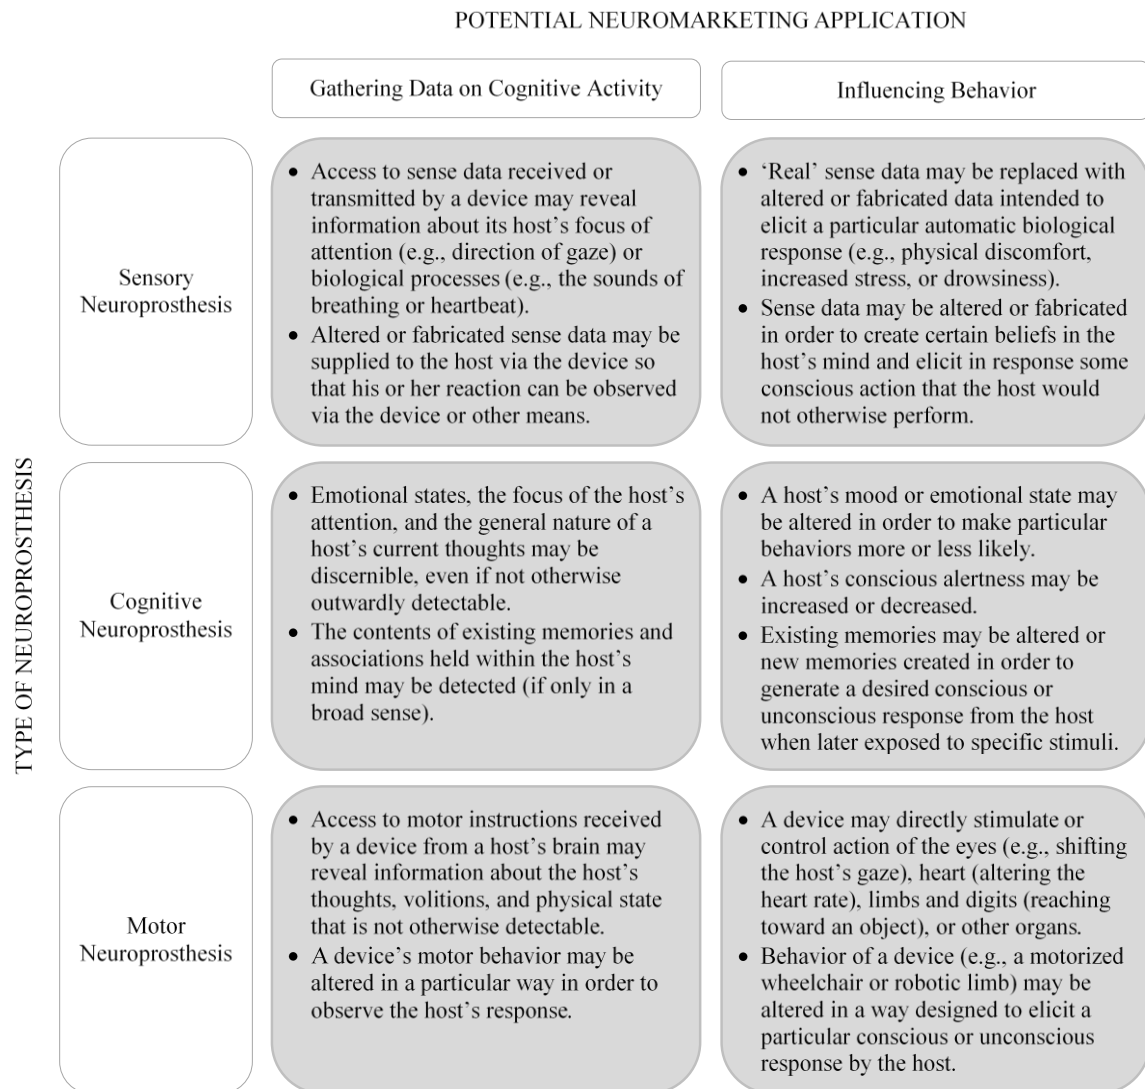 POTENTIAL NEUROMARKETING APPLICATION
Gathering Data on Cognitive Activity
Influencing Behavior
TYPE OF NEUROPROSTHESIS
Sensory
Neuroprosthesis
• Access to sense data received or
transmitted by a device may reveal
information about its host’s focus of
attention (e.g., direction of gaze) or
biological processes (e.g., the sounds of
breathing or heartbeat).
• Altered or fabricated sense data may be
supplied to the host via the device so
that his or her reaction can be observed
via the device or other means.
• ‘Real’ sense data may be replaced with
altered or fabricated data intended to
elicit a particular automatic biological
response (e.g., physical discomfort,
increased stress, or drowsiness).
• Sense data may be altered or fabricated
in order to create certain beliefs in the
host’s mind and elicit in response some
conscious action that the host would
not otherwise perform.
Cognitive
Neuroprosthesis
• Emotional states, the focus of the host’s
attention, and the general nature of a
host’s current thoughts may be
discernible, even if not otherwise
outwardly detectable.
• The contents of existing memories and
associations held within the host’s
mind may be detected (if only in a
broad sense).
• A host’s mood or emotional state may
be altered in order to make particular
behaviors more or less likely.
• A host’s conscious alertness may be
increased or decreased.
• Existing memories may be altered or
new memories created in order to
generate a desired conscious or
unconscious response from the host
when later exposed to specific stimuli.
Motor
Neuroprosthesis
• Access to motor instructions received
by a device from a host’s brain may
reveal information about the host’s
thoughts, volitions, and physical state
that is not otherwise detectable.
• A device’s motor behavior may be
altered in a particular way in order to
observe the host’s response.
• A device may directly stimulate or
control action of the eyes (e.g., shifting
the host’s gaze), heart (altering the
heart rate), limbs and digits (reaching
toward an object), or other organs.
• Behavior of a device (e.g., a motorized
wheelchair or robotic limb) may be
altered in a way designed to elicit a
particular conscious or unconscious
response by the host.